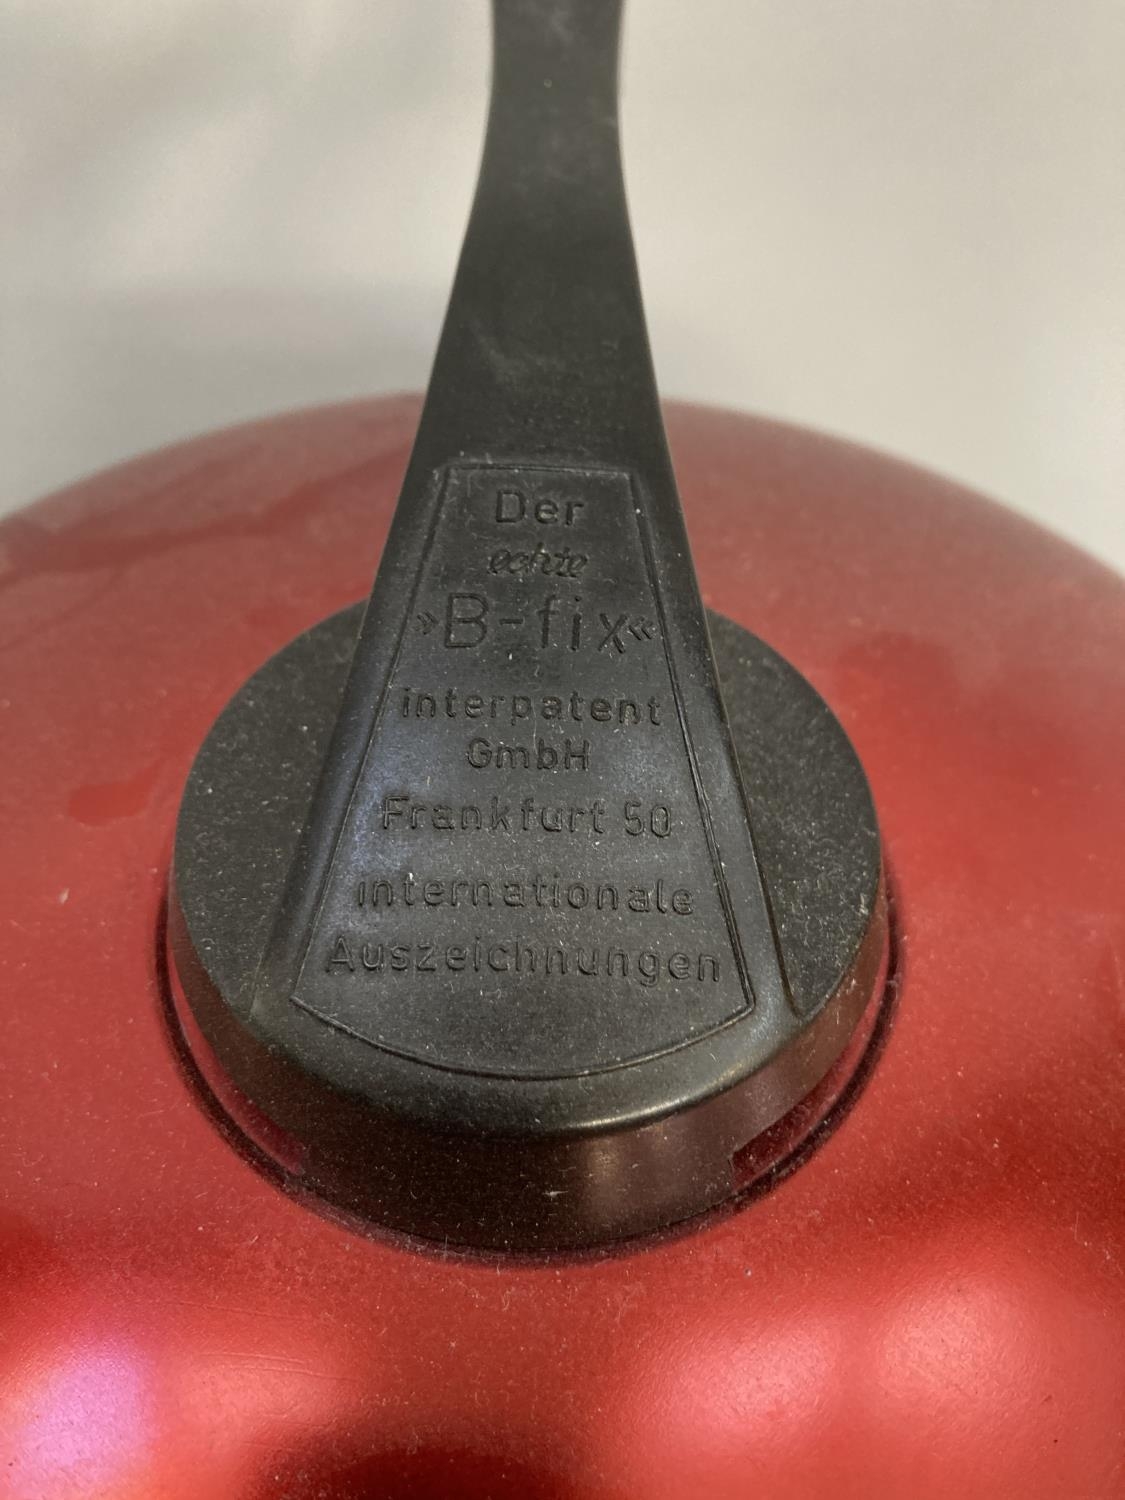 Der
echte
»B-fix«
interpatent
GmbH
Frankfurt 50
internationale
Auszeichnungen